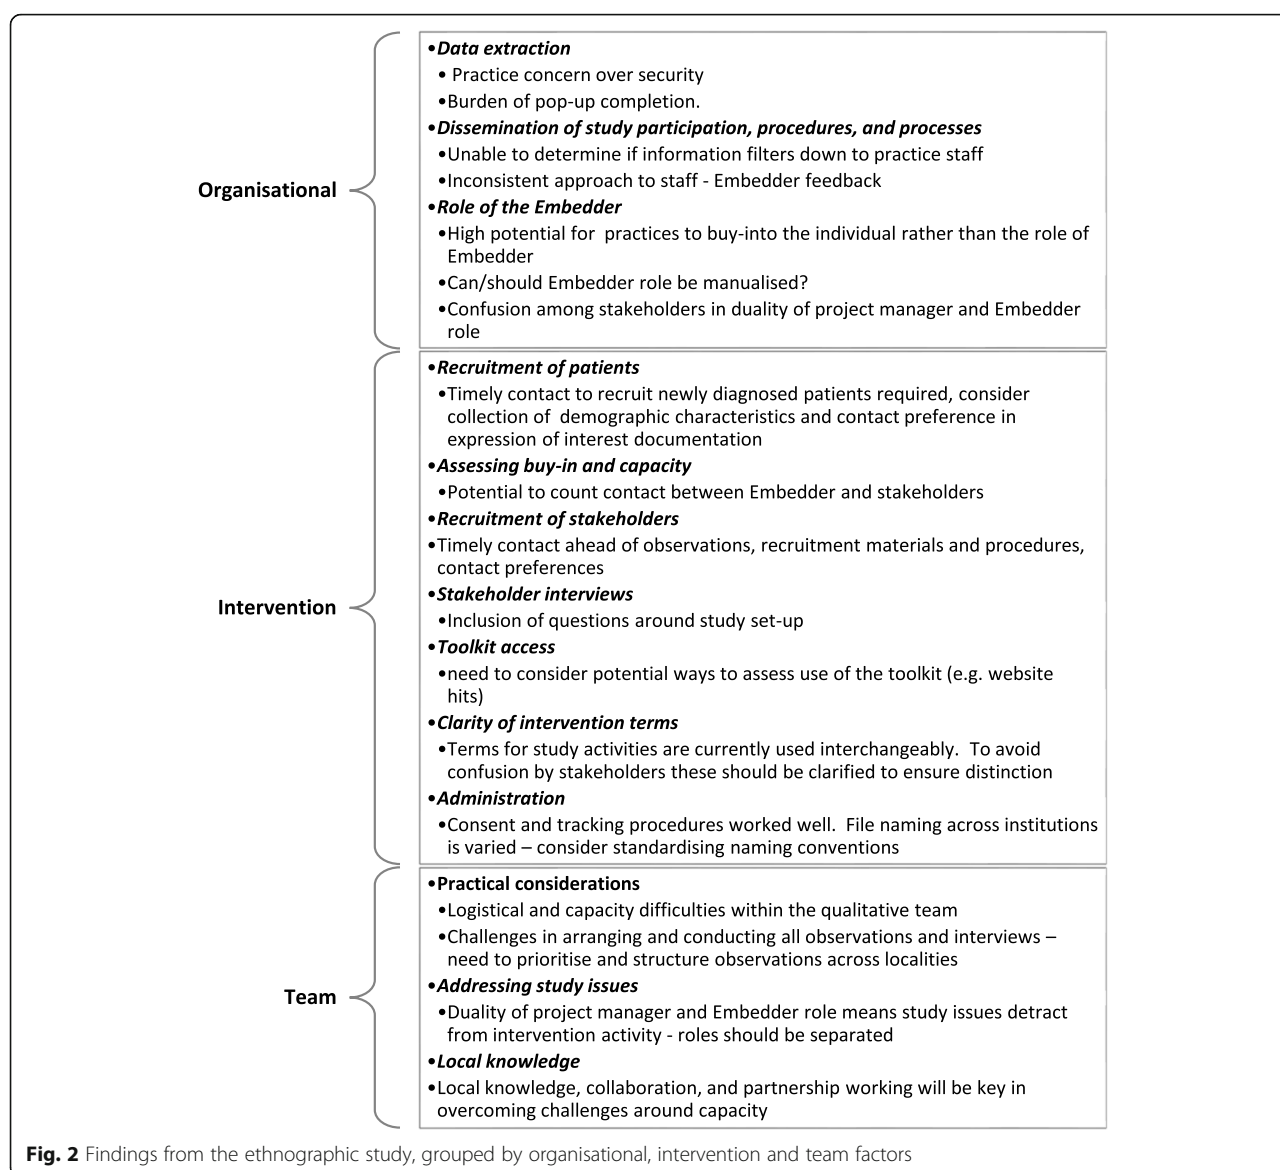 Organisational
•Data extraction
• Practice concern over security
•Burden of pop-up completion.
•Dissemination of study participation, procedures, and processes
•Unable to determine if information filters down to practice staff
•Inconsistent approach to staff - Embedder feedback
•Role of the Embedder
•High potential for  practices to buy-into the individual rather than the role of
Embedder
•Can/should Embedder role be manualised?
•Confusion among stakeholders in duality of project manager and Embedder
role
Intervention
•Recruitment of patients
•Timely contact to recruit newly diagnosed patients required, consider
collection of  demographic characteristics and contact preference in
expression of interest documentation
•Assessing buy-in and capacity
•Potential to count contact between Embedder and stakeholders
•Recruitment of stakeholders
•Timely contact ahead of observations, recruitment materials and procedures,
contact preferences
•Stakeholder interviews
•Inclusion of questions around study set-up
•Toolkit access
•need to consider potential ways to assess use of the toolkit (e.g. website
hits)
•Clarity of intervention terms
•Terms for study activities are currently used interchangeably.  To avoid
confusion by stakeholders these should be clarified to ensure distinction
•Administration
•Consent and tracking procedures worked well.  File naming across institutions
is varied – consider standardising naming conventions
Team
•Practical considerations
•Logistical and capacity difficulties within the qualitative team
•Challenges in arranging and conducting all observations and interviews –
need to prioritise and structure observations across localities
•Addressing study issues
•Duality of project manager and Embedder role means study issues detract
from intervention activity - roles should be separated
•Local knowledge
•Local knowledge, collaboration, and partnership working will be key in
overcoming challenges around capacity
Fig. 2 Findings from the ethnographic study, grouped by organisational, intervention and team factors